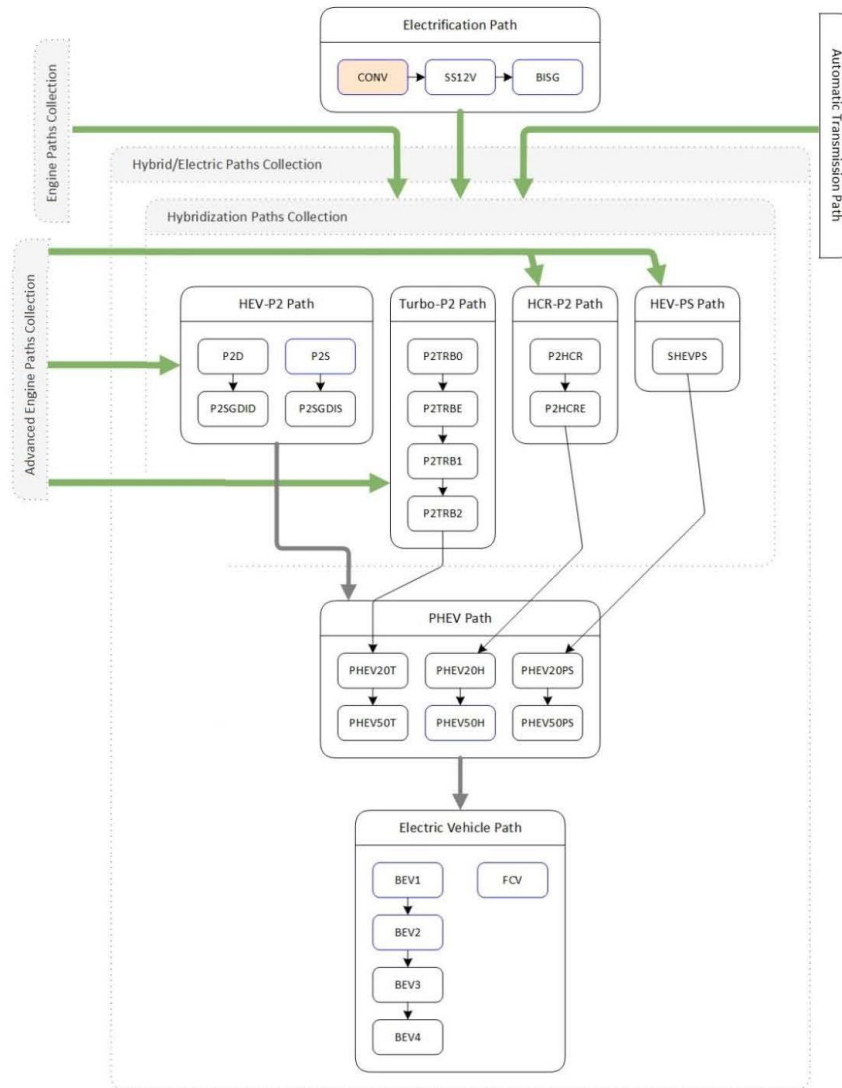 Electrification Path
CONV
SS12V
BISG
Engine Paths Collection
Automatic Transmission Path
Hybrid/Electric Paths Collection
Hybridization Paths Collection
Advanced Engine Paths Collection
HEV-P2 Path
P2D
P2S
P2SGDID
P2SGDIS
Turbo-P2 Path
P2TRB0
P2TRBE
P2TRB1
P2TRB2
HCR-P2 Path
P2HCR
P2HCRE
HEV-PS Path
SHEVPS
PHEV Path
PHEV20T
PHEV20H
PHEV20PS
PHEV50T
PHEV50H
PHEV50PS
Electric Vehicle Path
BEV1
FCV
BEV2
BEV3
BEV4